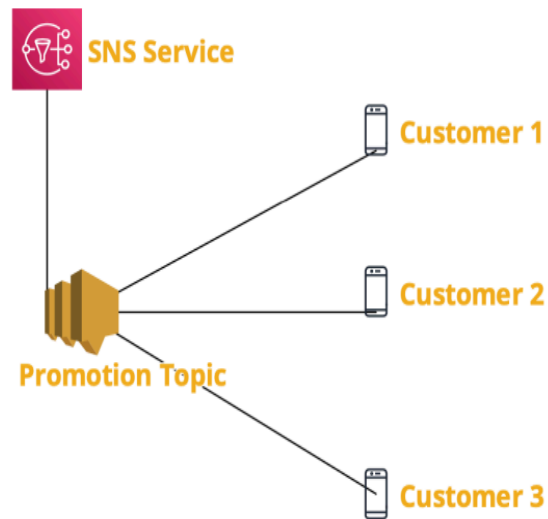 SNS Service
Customer 1
Customer 2
Promotion Topic
Customer 3